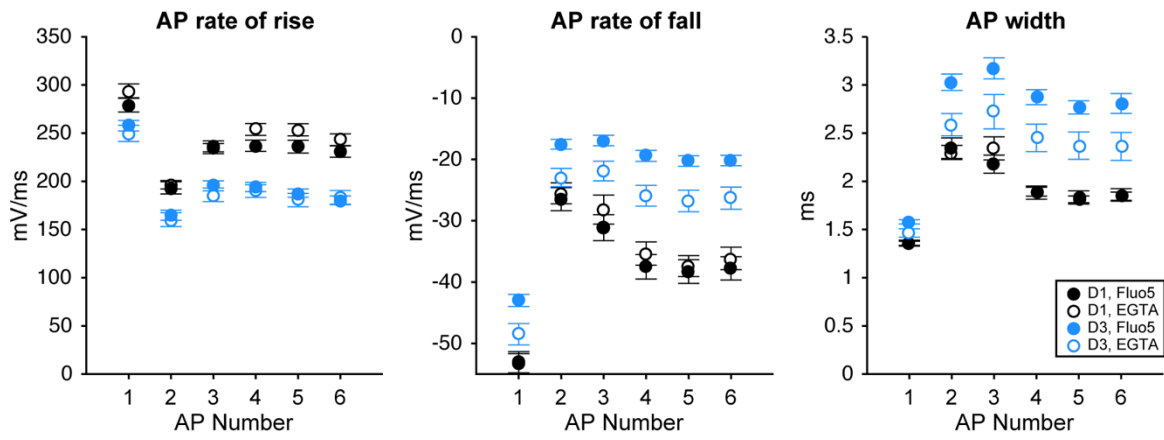 AP rate of rise
350
300
250
200
150
100
50
0
mV/ms
1 2 3 4 5 6
AP Number
AP rate of fall
0
-10
-20
-30
-40
-50
mV/ms
1 2 3 4 5 6
AP Number
AP width
3.5
3
2.5
2
1.5
1
0.5
0
ms
1 2 3 4 5 6
AP Number
D1, Fluo5
D1, EGTA
D3, Fluo5
D3, EGTA